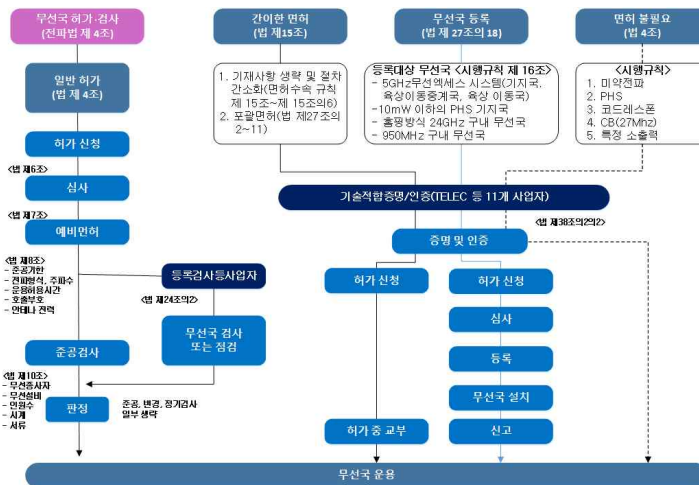 무선국 허가·검사
(전파법 제 4조)
간이한 면허
(법 제15조)
무선국 등록
(법 제 27조의 18)
면허 불필요
(법 4조)
일반 허가
(법 제 4조)
1. 기재사항 생략 및 절차
간소화(면허수속 규칙
제 15조~제 15조의6)
2. 포괄면허(법 제27조의
2~11)
등록대상 무선국 <시행규칙 제 16조>
- 5GHz무선엑세스 시스템(기지국,
육상이동중계국, 육상 이동국)
-10mW 이하의 PHS 기지국
- 홉핑방식 24GHz 구내 무선국
- 950MHz 구내 무선국
<시행규칙>
1. 미약전파
2. PHS
3. 코드레스폰
4. CB(27Mhz)
5. 특정 소출력
허가 신청
<법 제6조>
심사
<법 제7조>
예비면허
<법 제8조>
- 준공기한
- 전파형식, 주파수
- 운용허용시간
- 호출부호
- 안테나 전력
등록검사등사업자
<법 제24조의2>
무선국 검사
또는 점검
준공검사
<법 제10조>
- 무선종사자
- 무선설비
- 인원수
- 시계
- 서류
판정
준공, 변경, 정기검사
일부 생략
기술적합증명/인증(TELEC 등 11개 사업자)
<법 제38조의2의2>
증명 및 인증
허가 신청
허가 신청
심사
등록
무선국 설치
허가 증 교부
신고
무선국 운용